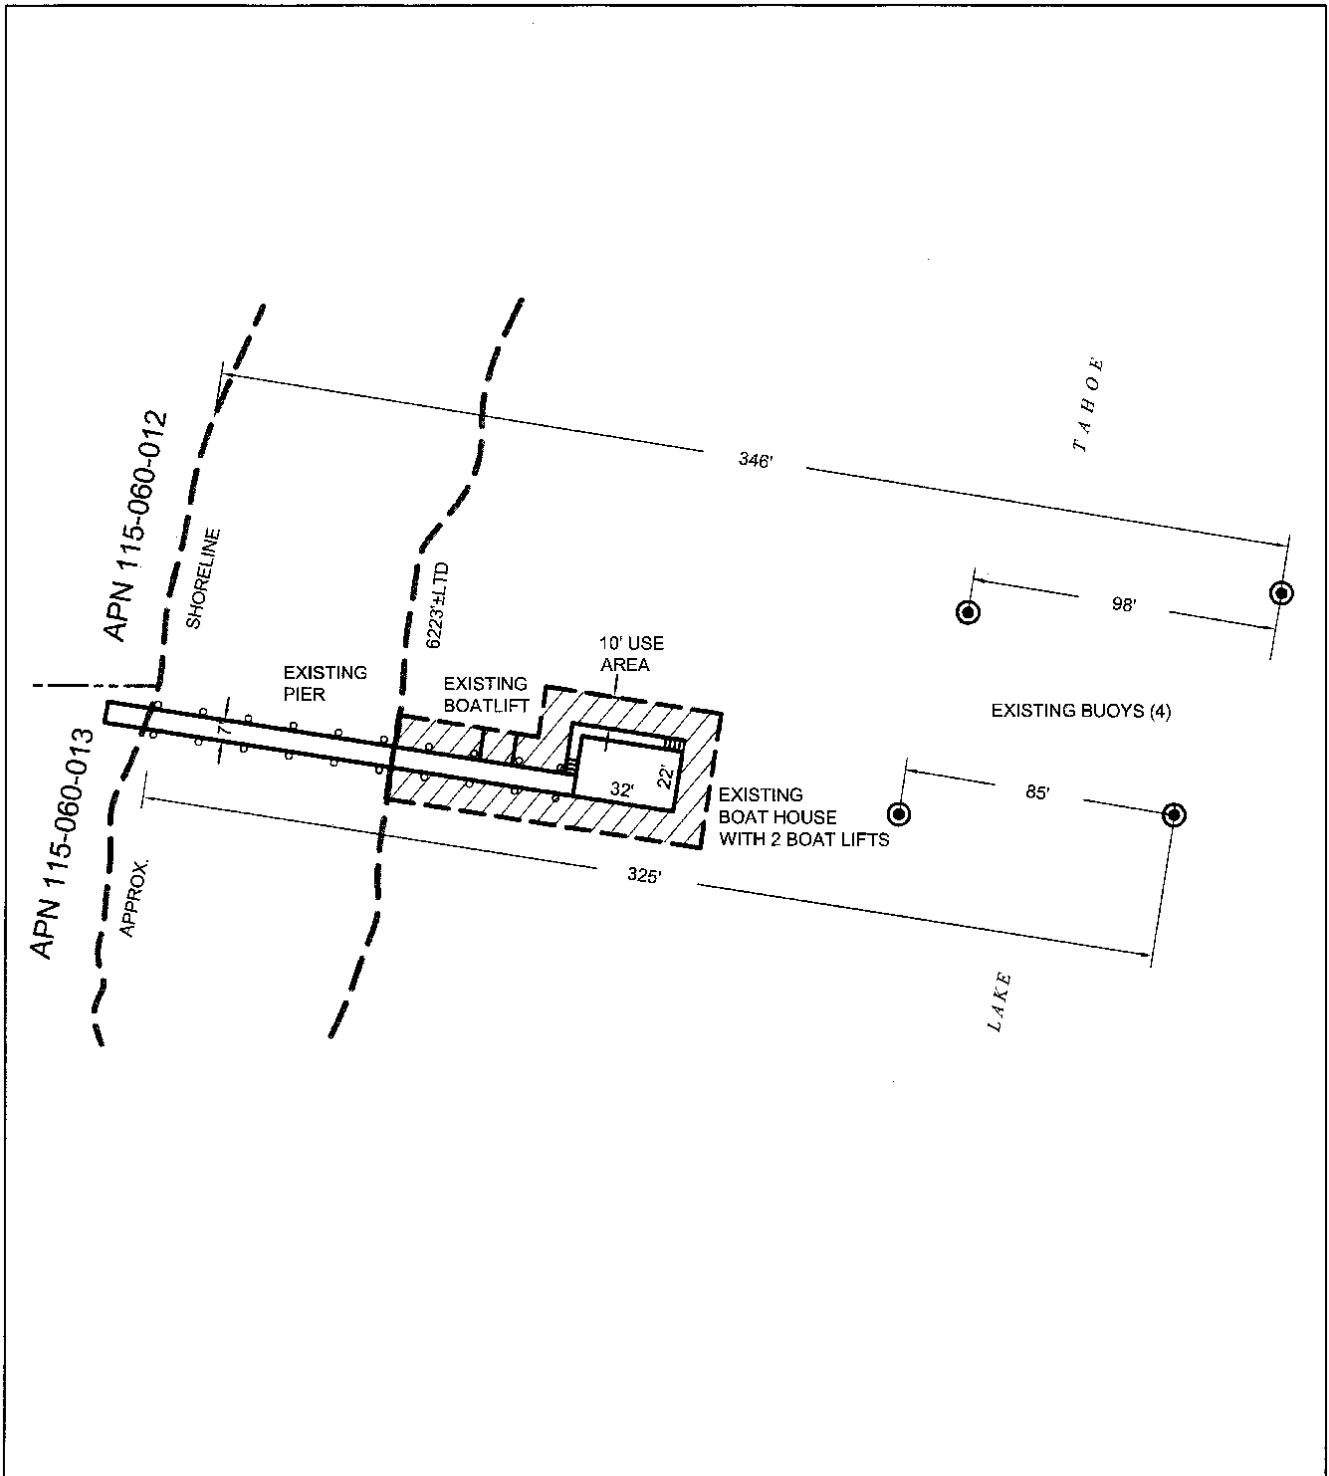 TAHOE
346'
APN 115-060-012
SHORELINE
6223'±LTD
98'
10' USE
AREA
EXISTING
PIER
EXISTING
BOATLIFT
EXISTING BUOYS (4)
7'
APN 115-060-013
32'
22'
EXISTING
BOAT HOUSE
WITH 2 BOAT LIFTS
85'
325'
APPROX.
LAKE